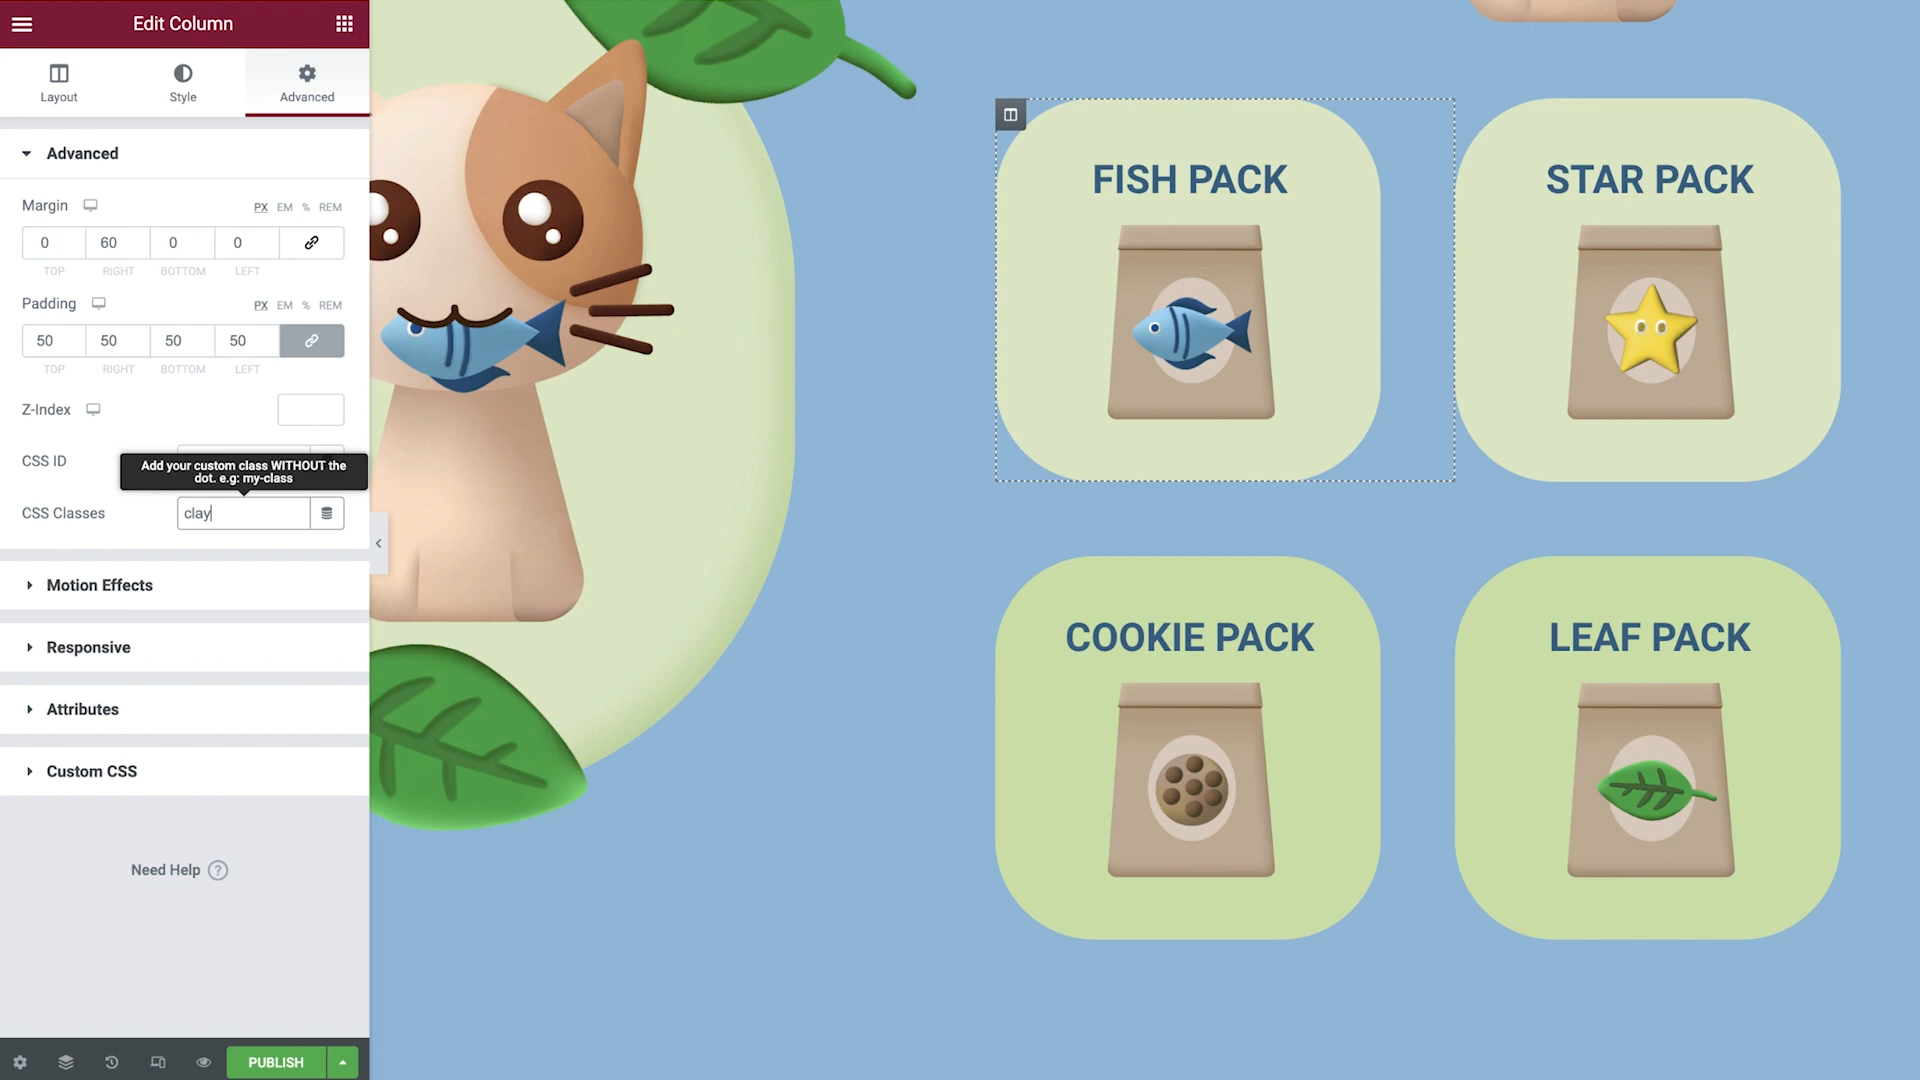 Edit Column
Layout
Style
Advanced
Advanced
Margin
PX EM % REM
0 60 0 0
TOP RIGHT BOTTOM LEFT
Padding
PX EM % REM
50 50 50 50
TOP RIGHT BOTTOM LEFT
Z-Index
CSS ID
Add your custom class WITHOUT the
dot. e.g: my-class
CSS Classes
clay
Motion Effects
Responsive
Attributes
Custom CSS
Need Help ?
PUBLISH
FISH PACK
STAR PACK
COOKIE PACK
LEAF PACK